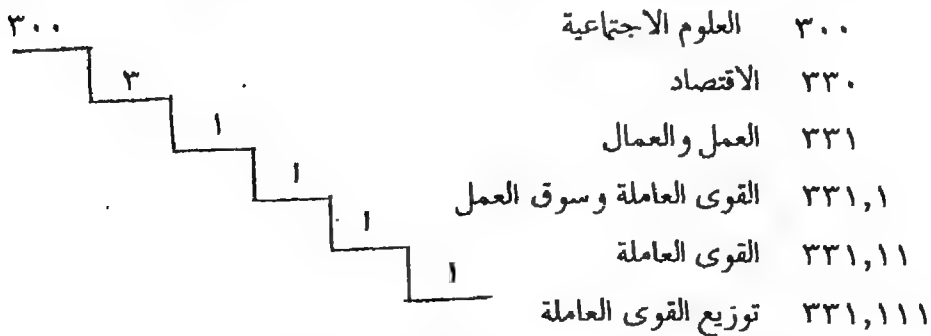 ٣٠٠ العلوم الاجتماعية
٣٣٠ الاقتصاد
٣٣١ العمل والعمال
٣٣١,١ القوى العاملة وسوق العمل
٣٣١,١١ القوى العاملة
٣٣١,١١١ توزيع القوى العاملة
٣٠٠
٣
١
١
١
١